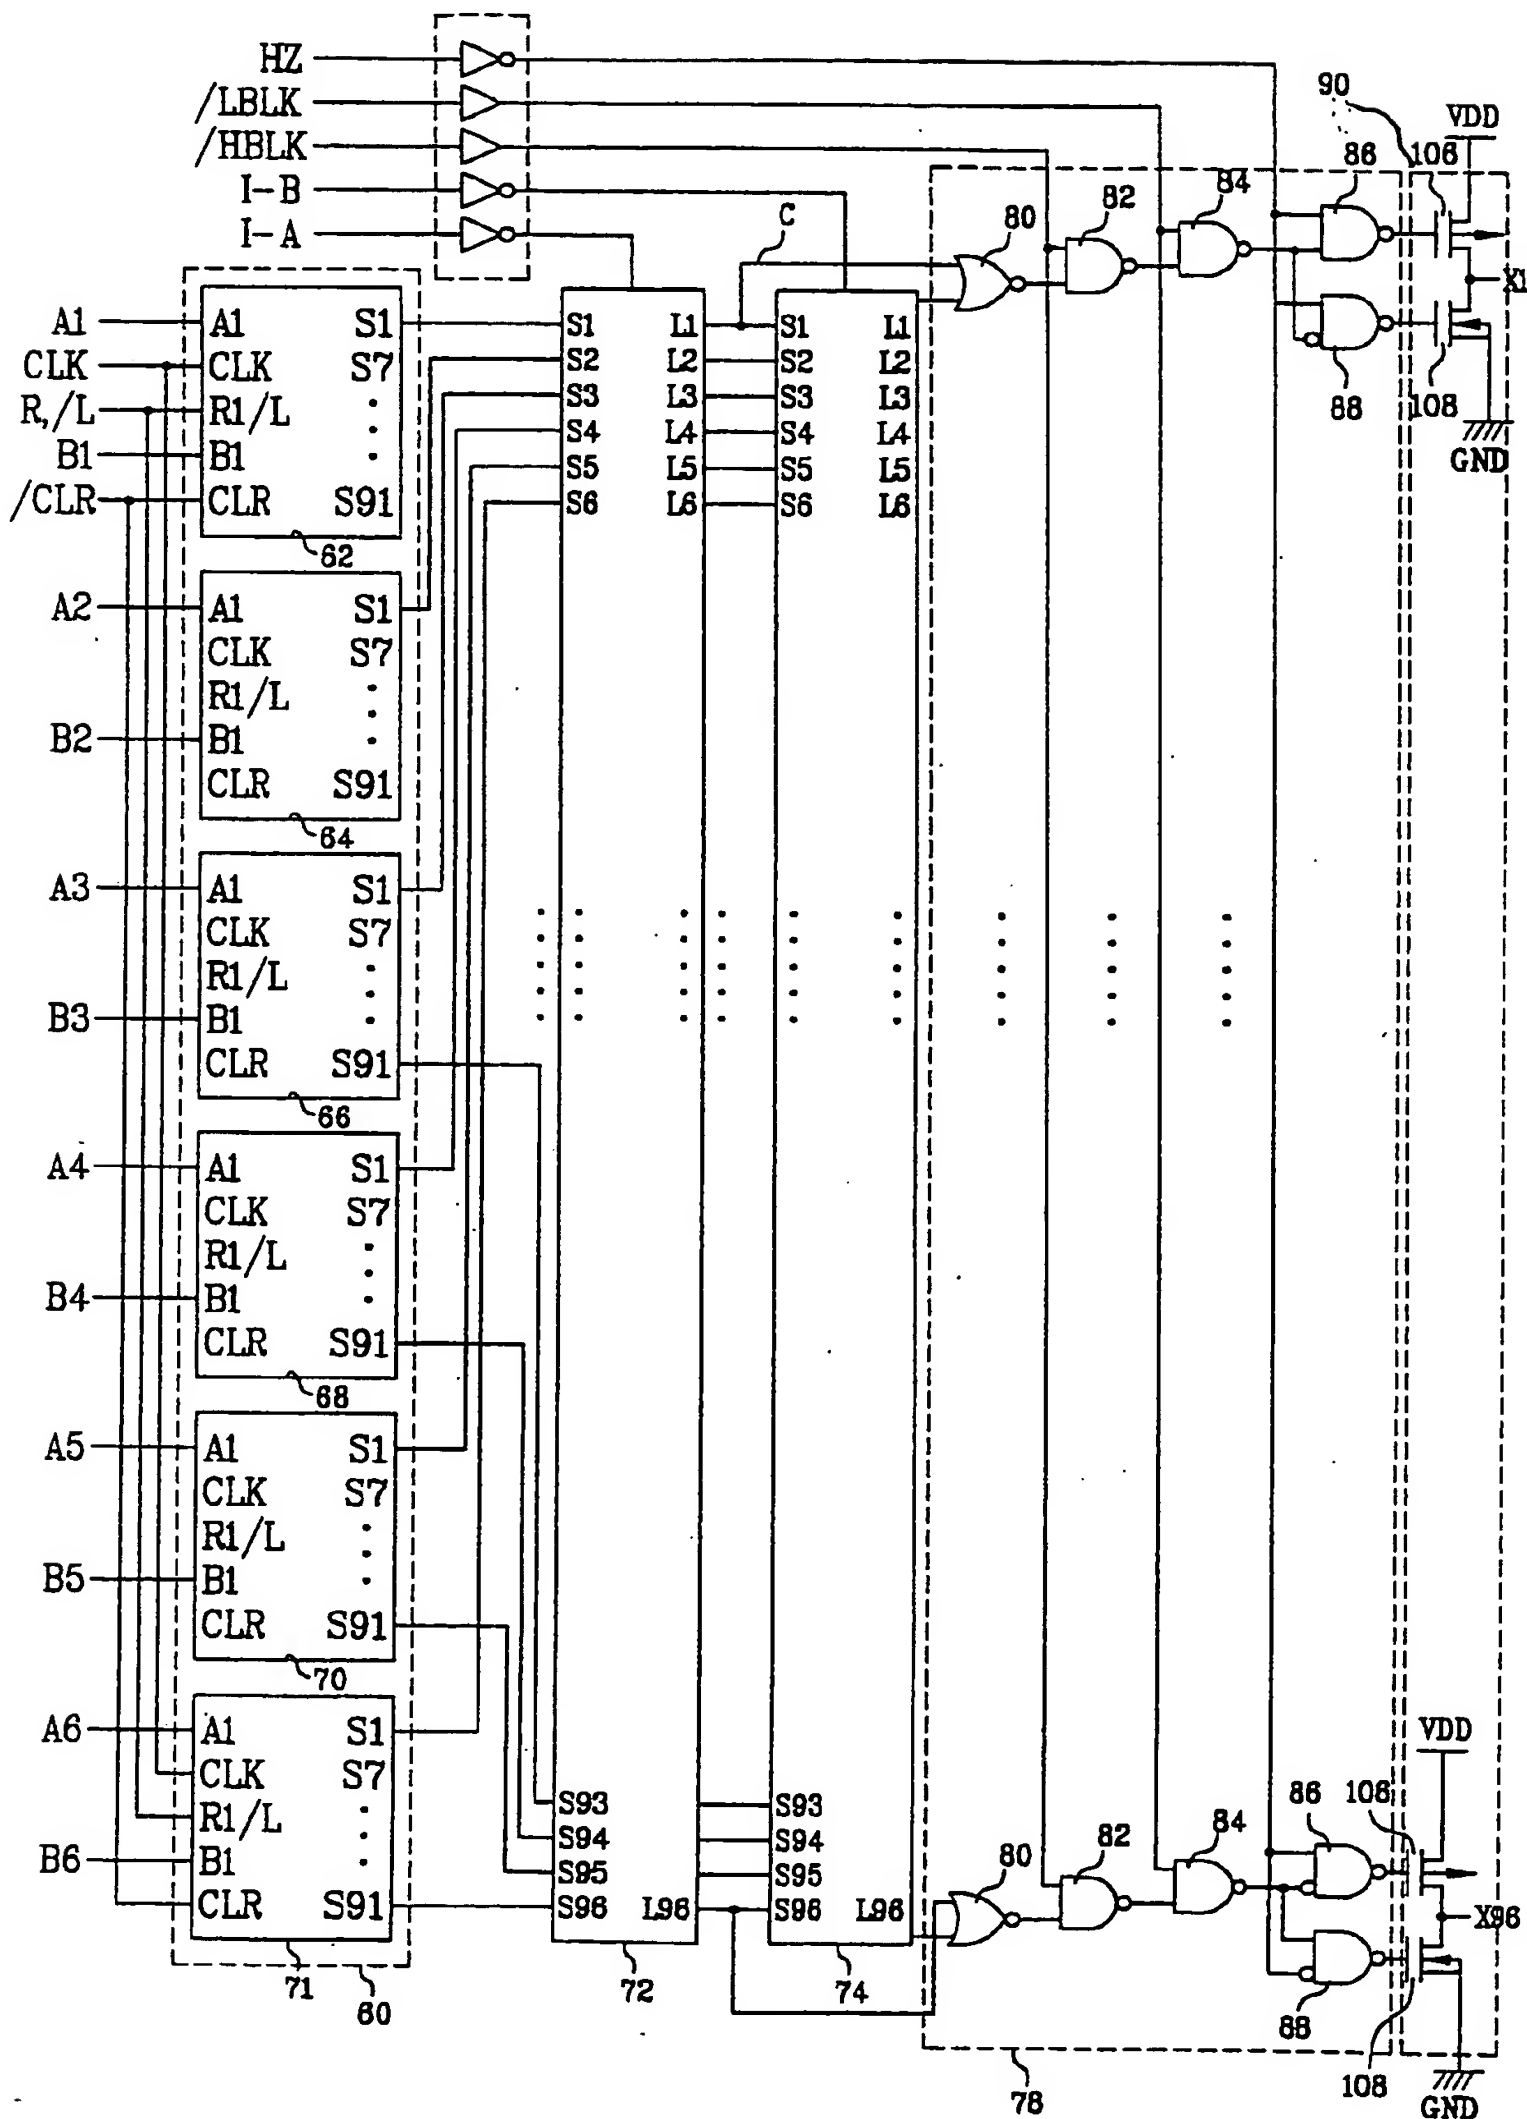 HZ
/LBLK
/HBLK
I-B
I-A
90
VDD
106
86
84
82
80
C
X1
88
108
GND
A1
CLK
R,/L
B1
/CLR
A1 S1
CLK S7
R1/L
B1
CLR S91
62
S1 L1 S1 L1
S2 L2 S2 L2
S3 L3 S3 L3
S4 L4 S4 L4
S5 L5 S5 L5
S6 L6 S6 L6
A2
B2
A1 S1
CLK S7
R1/L
B1
CLR S91
64
A3
B3
A1 S1
CLK S7
R1/L
B1
CLR S91
66
A4
B4
A1 S1
CLK S7
R1/L
B1
CLR S91
68
A5
B5
A1 S1
CLK S7
R1/L
B1
CLR S91
70
A6
B6
A1 S1
CLK S7
R1/L
B1
CLR S91
71
60
S93 S93
S94 S94
S95 S95
S96 L96 S96 L96
72
74
80
82
84
86
106
VDD
X96
88
108
GND
78